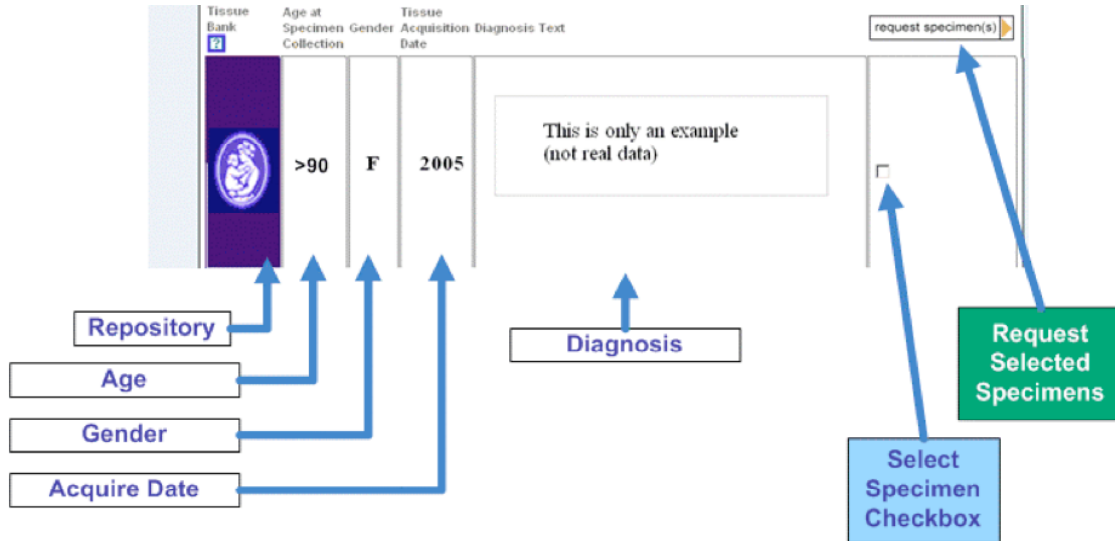 Tissue
Bank
?
Age at
Specimen
Collection
Gender
Tissue
Acquisition
Date
Diagnosis Text
request specimen(s)
>90
F
2005
This is only an example
(not real data)
Repository
Age
Gender
Acquire Date
Diagnosis
Select
Specimen
Checkbox
Request
Selected
Specimens